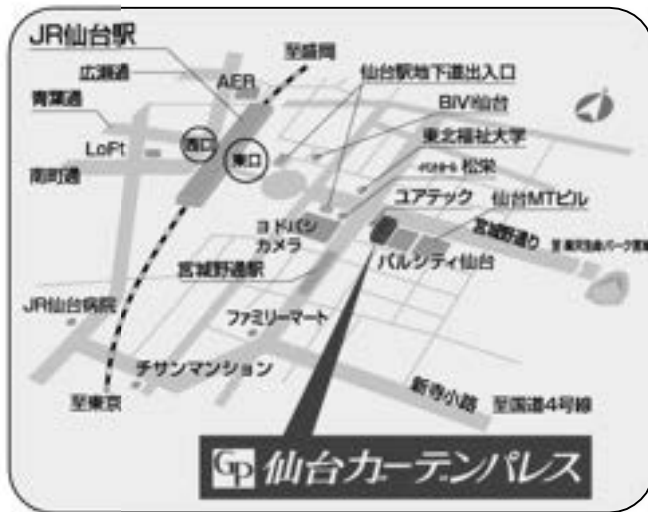 JR仙台駅
至盛岡
広瀬通
AER
仙台駅地下道出入口
青葉通
BiVi仙台
西口
東口
東北福祉大学
LoFt
松栄
南町通
ユアテック
仙台MTビル
ヨドバシ
カメラ
宮城野通り
宮城野通駅
パルシティ仙台
JR仙台病院
ファミリーマート
チサンマンション
新寺小路
至国道4号線
至東京
GP 仙台ガーデンパレス